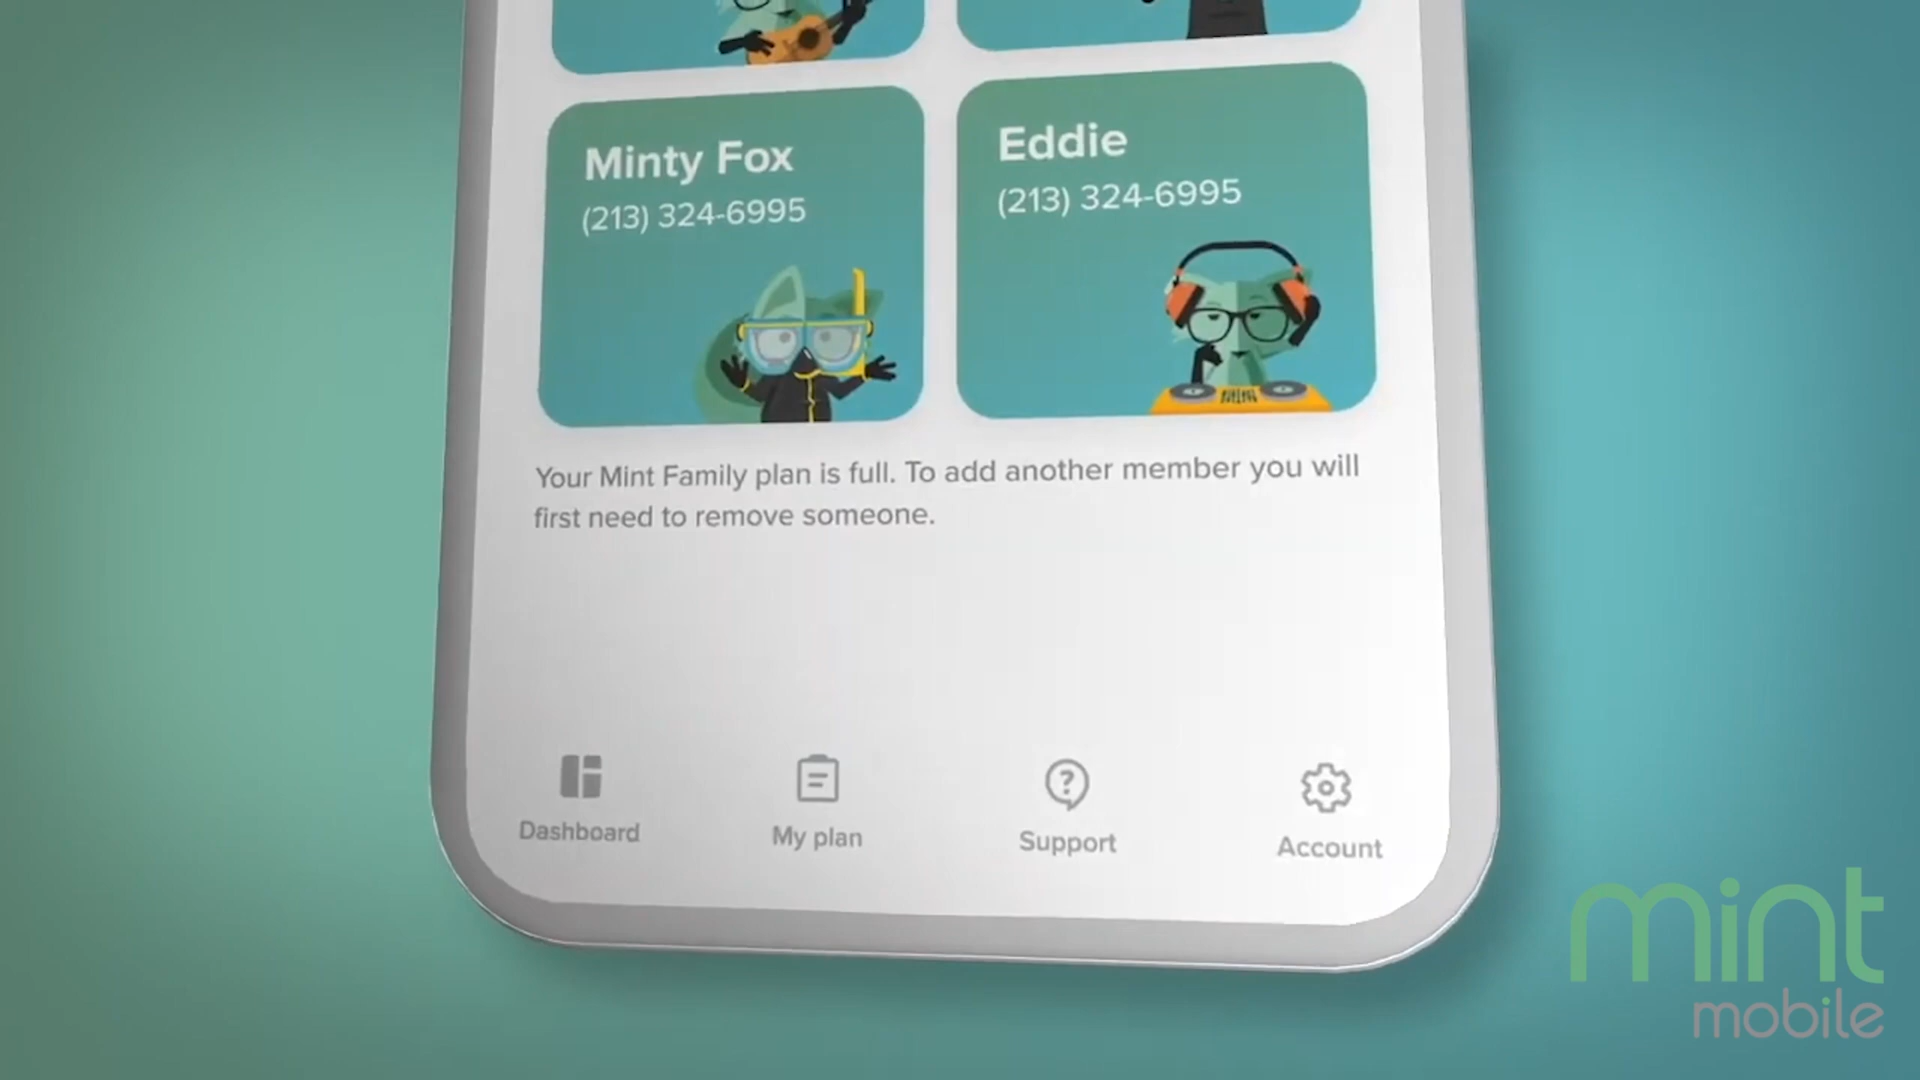 Minty Fox
(213) 324-6995
Eddie
(213) 324-6995
Your Mint Family plan is full. To add another member you will
first need to remove someone.
Dashboard
My plan
Support
Account
mint
mobile